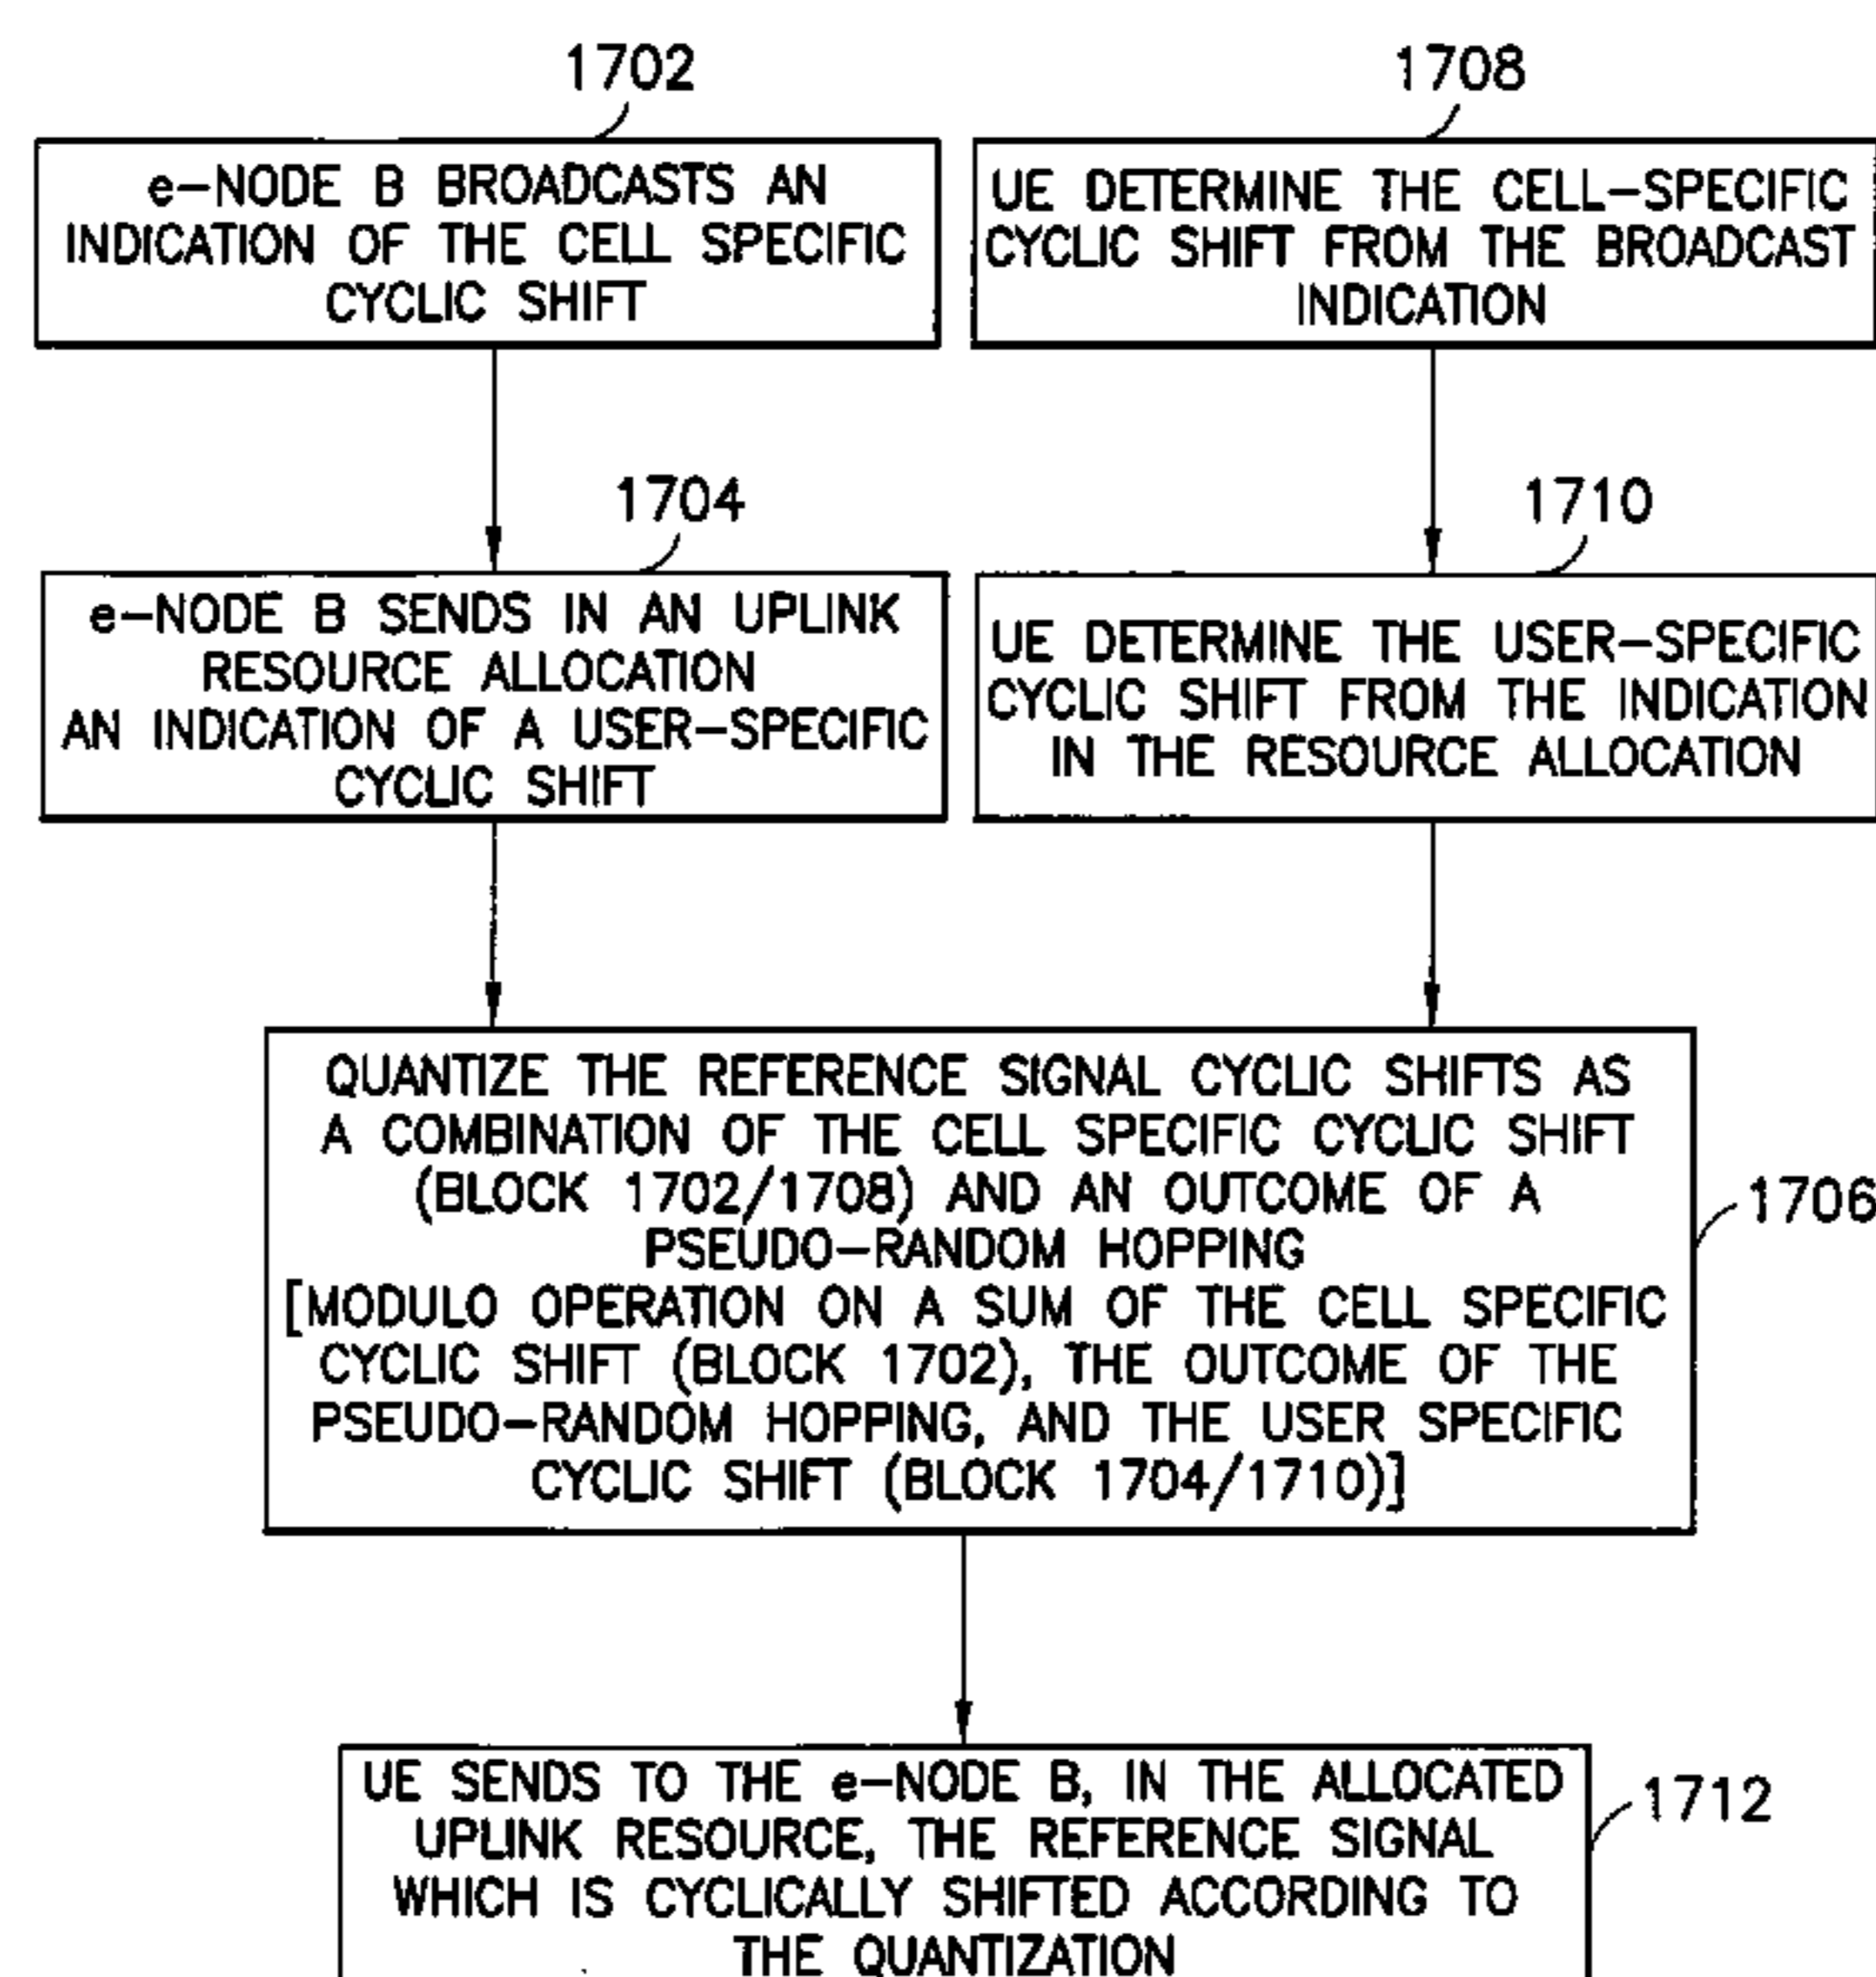 1702
e-NODE B BROADCASTS AN
INDICATION OF THE CELL SPECIFIC
CYCLIC SHIFT
1708
UE DETERMINE THE CELL-SPECIFIC
CYCLIC SHIFT FROM THE BROADCAST
INDICATION
1704
e-NODE B SENDS IN AN UPLINK
RESOURCE ALLOCATION
AN INDICATION OF A USER-SPECIFIC
CYCLIC SHIFT
1710
UE DETERMINE THE USER-SPECIFIC
CYCLIC SHIFT FROM THE INDICATION
IN THE RESOURCE ALLOCATION
QUANTIZE THE REFERENCE SIGNAL CYCLIC SHIFTS AS
A COMBINATION OF THE CELL SPECIFIC CYCLIC SHIFT
(BLOCK 1702/1708) AND AN OUTCOME OF A
PSEUDO-RANDOM HOPPING
[MODULO OPERATION ON A SUM OF THE CELL SPECIFIC
CYCLIC SHIFT (BLOCK 1702), THE OUTCOME OF THE
PSEUDO-RANDOM HOPPING, AND THE USER SPECIFIC
CYCLIC SHIFT (BLOCK 1704/1710)]
1706
UE SENDS TO THE e-NODE B, IN THE ALLOCATED
UPLINK RESOURCE, THE REFERENCE SIGNAL
WHICH IS CYCLICALLY SHIFTED ACCORDING TO
THE QUANTIZATION
1712